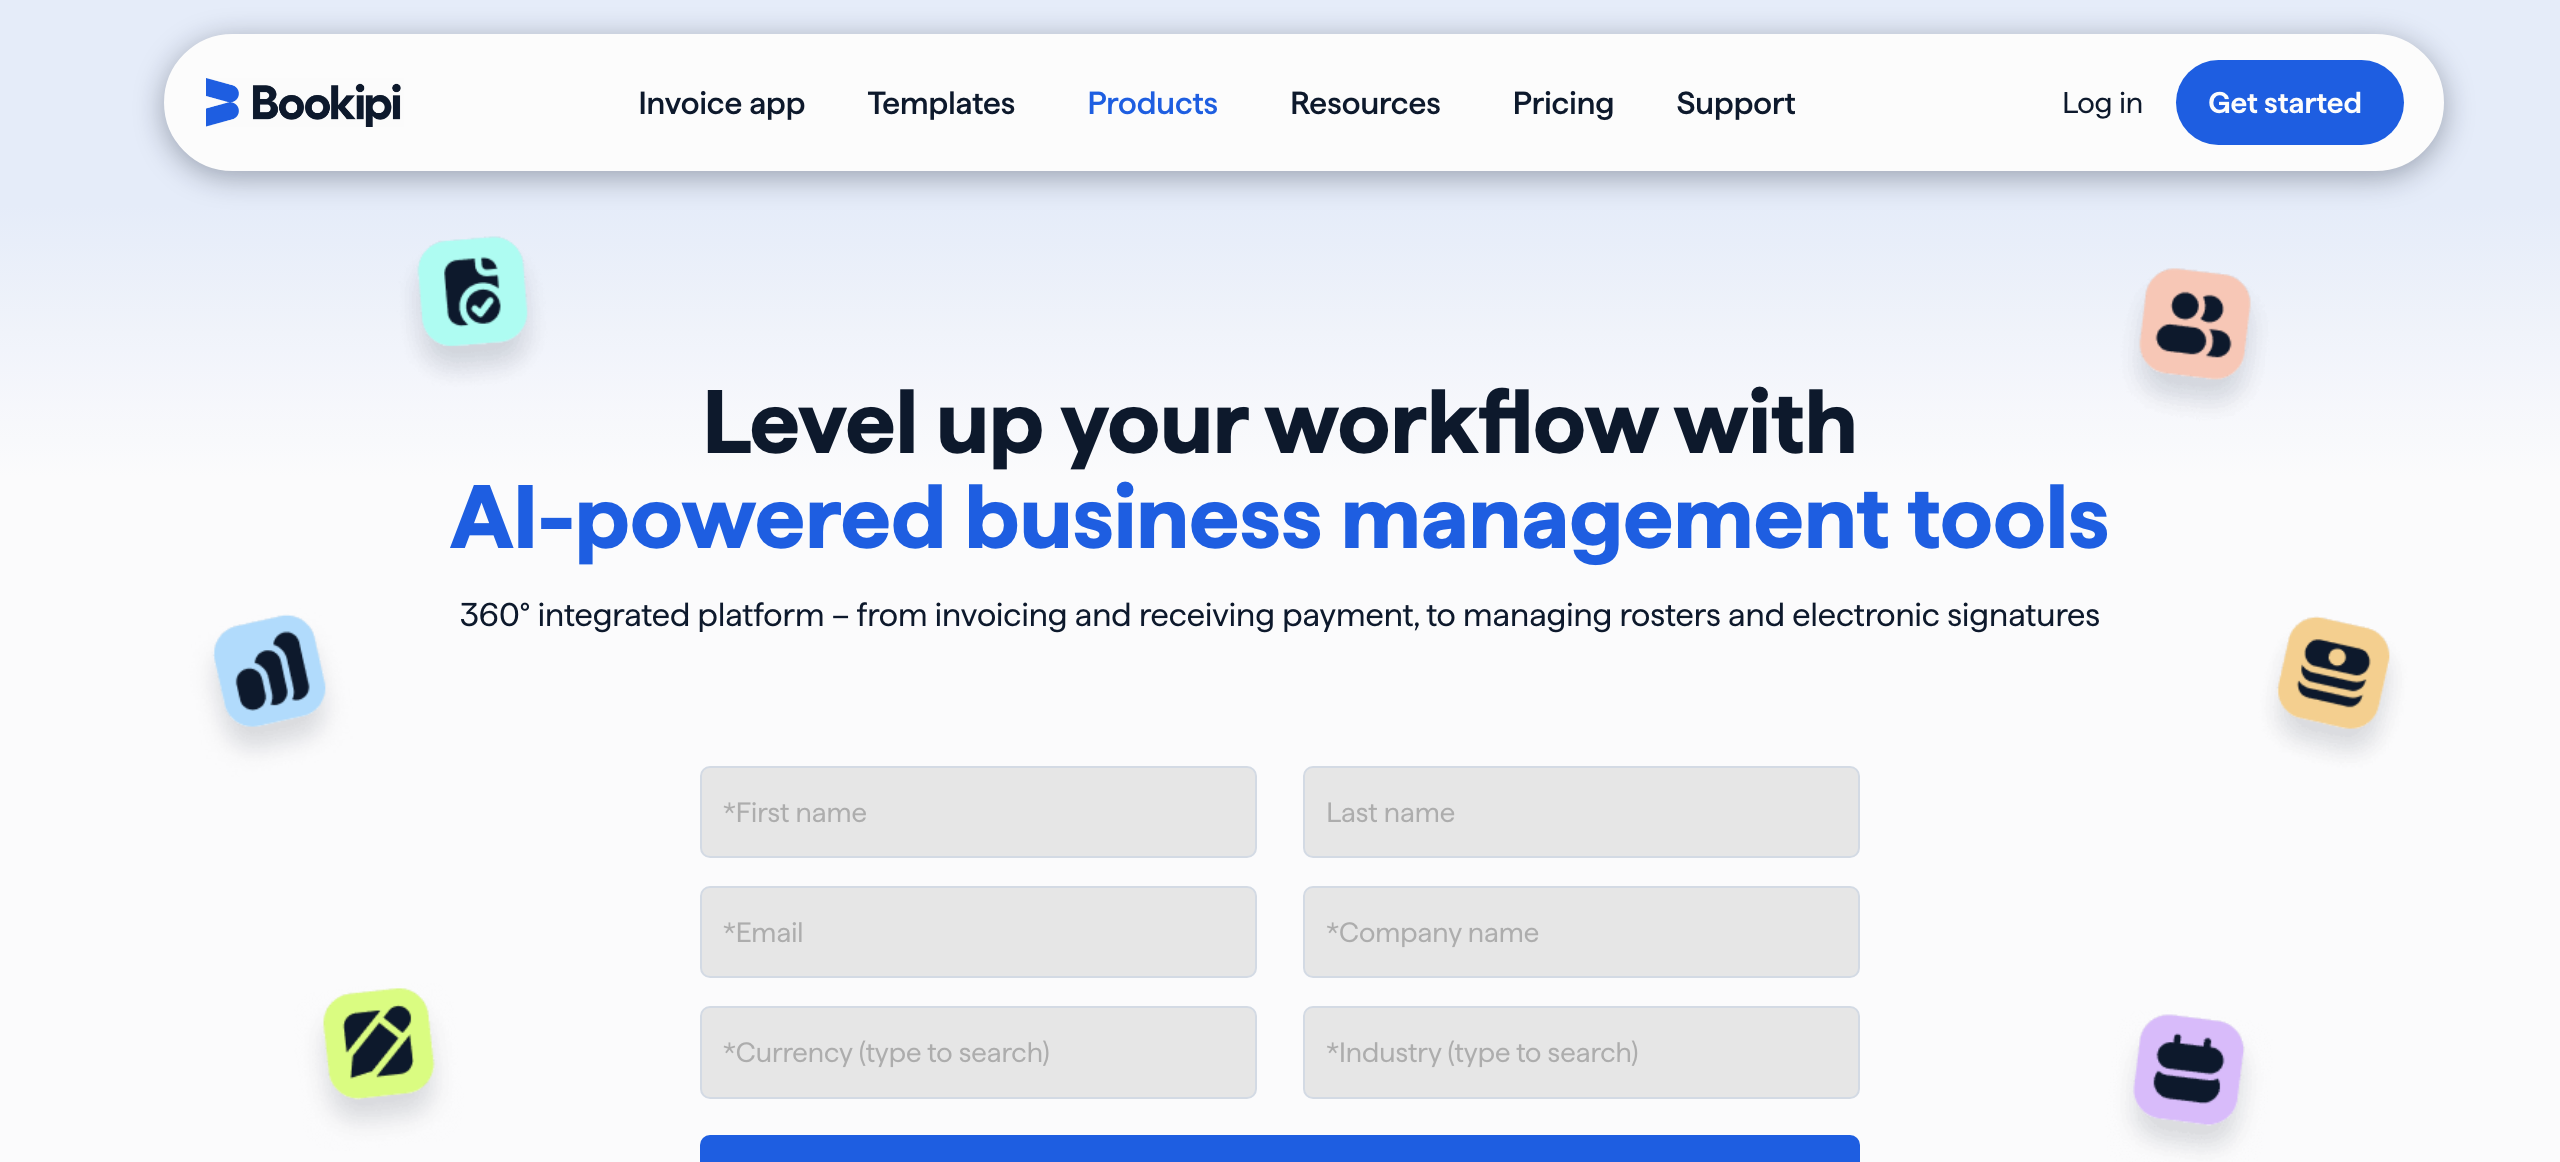 Bookipi
Invoice app
Templates
Products
Resources
Pricing
Support
Log in
Get started
Level up your workflow with
AI-powered business management tools
360° integrated platform – from invoicing and receiving payment, to managing rosters and electronic signatures
*First name
Last name
*Email
*Company name
*Currency (type to search)
*Industry (type to search)